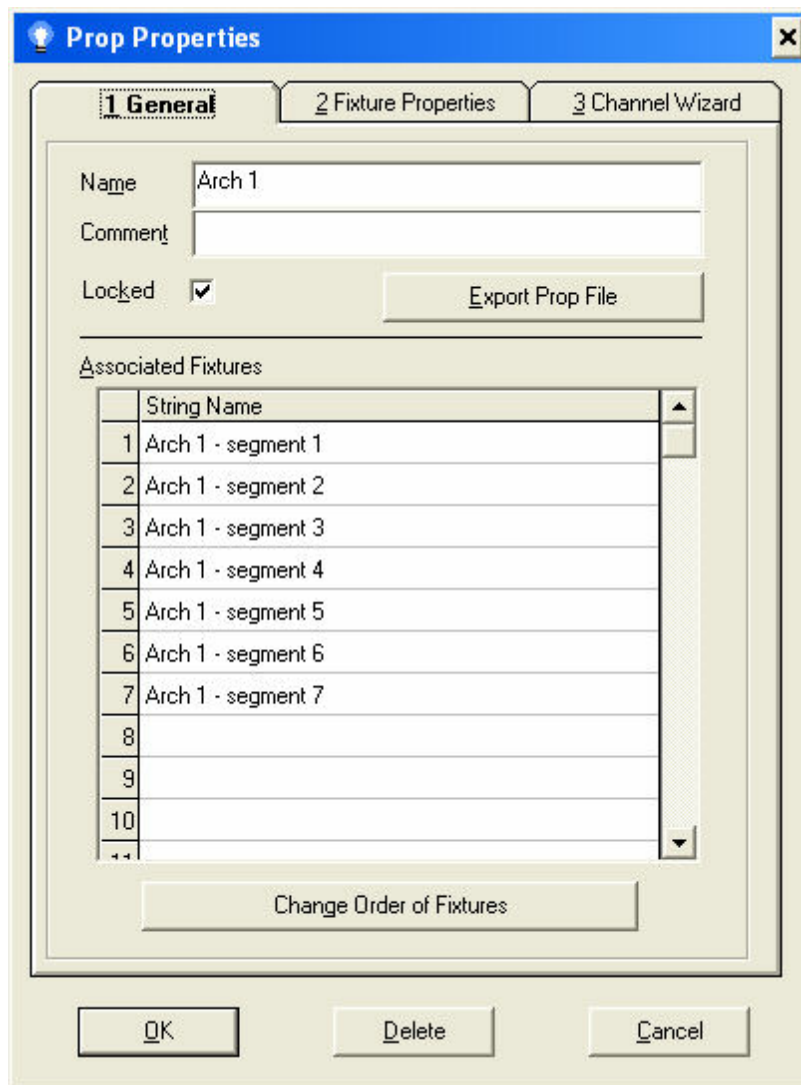 Prop Properties
1 General 2 Fixture Properties 3 Channel Wizard
Name Arch 1
Comment
Locked Export Prop File
Associated Fixtures
String Name
1 Arch 1 - segment 1
2 Arch 1 - segment 2
3 Arch 1 - segment 3
4 Arch 1 - segment 4
5 Arch 1 - segment 5
6 Arch 1 - segment 6
7 Arch 1 - segment 7
8
9
10
11
Change Order of Fixtures
OK Delete Cancel